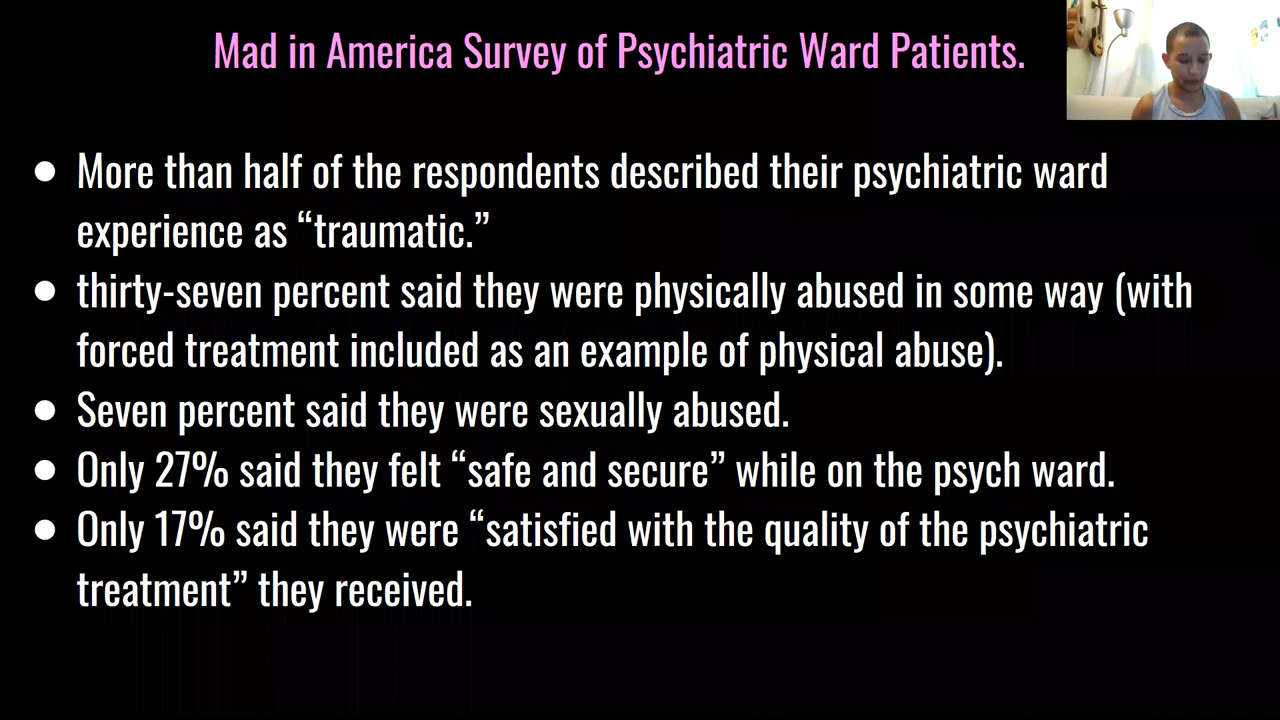 Mad in America Survey of Psychiatric Ward Patients.
● More than half of the respondents described their psychiatric ward
experience as “traumatic.”
● thirty-seven percent said they were physically abused in some way (with
forced treatment included as an example of physical abuse).
● Seven percent said they were sexually abused.
● Only 27% said they felt “safe and secure” while on the psych ward.
● Only 17% said they were “satisfied with the quality of the psychiatric
treatment” they received.